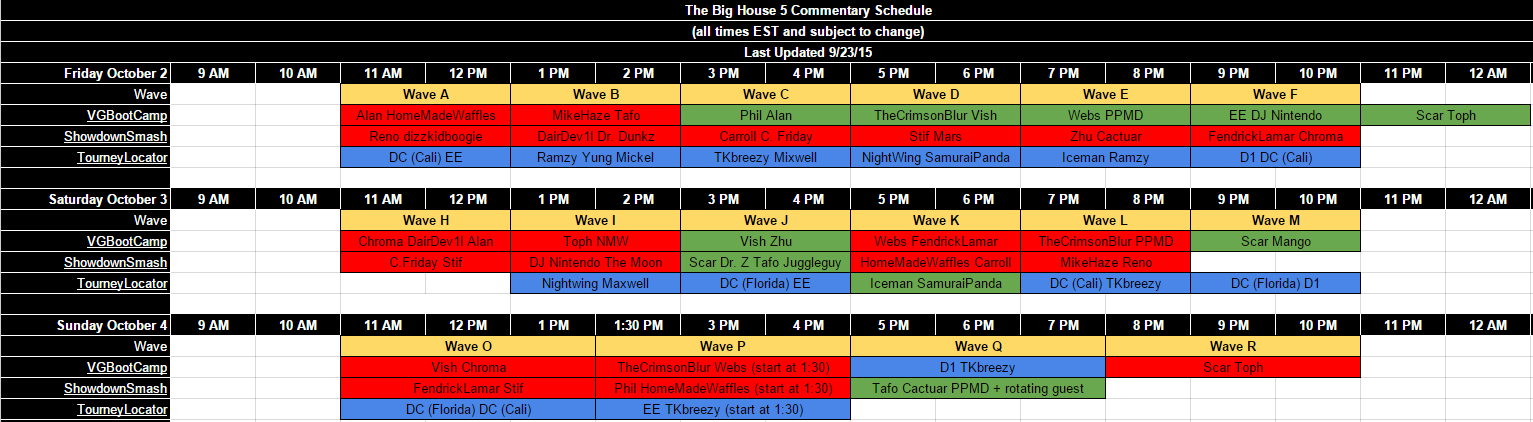 The Big House 5 Commentary Schedule
(all times EST and subject to change)
Last Updated 9/23/15
Friday October 2 9 AM 10 AM 11 AM 12 PM 1 PM 2 PM 3 PM 4 PM 5 PM 6 PM 7 PM 8 PM 9 PM 10 PM 11 PM 12 AM
Wave Wave A Wave B Wave C Wave D Wave E Wave F
VGBootCamp Alan HomeMadeWaffles MikeHaze Tafo Phil Alan TheCrimsonBlur Vish Webs PPMD EE DJ Nintendo Scar Toph
ShowdownSmash Reno dizzkidboogie DairDev1l Dr. Dunkz Carroll C. Friday Stif Mars Zhu Cactuar FendrickLamar Chroma
TourneyLocator DC (Cali) EE Ramzy Yung Mickel TKbreezy Mixwell NightWing SamuraiPanda Iceman Ramzy D1 DC (Cali)
Saturday October 3 9 AM 10 AM 11 AM 12 PM 1 PM 2 PM 3 PM 4 PM 5 PM 6 PM 7 PM 8 PM 9 PM 10 PM 11 PM 12 AM
Wave Wave H Wave I Wave J Wave K Wave L Wave M
VGBootCamp Chroma DairDev1l Alan Toph NMW Vish Zhu Webs FendrickLamar TheCrimsonBlur PPMD Scar Mango
ShowdownSmash C.Friday Stif DJ Nintendo The Moon Scar Dr. Z Tafo Juggleguy HomeMadeWaffles Carroll MikeHaze Reno
TourneyLocator Nightwing Maxwell DC (Florida) EE Iceman SamuraiPanda DC (Cali) TKbreezy DC (Florida) D1
Sunday October 4 9 AM 10 AM 11 AM 12 PM 1 PM 1:30 PM 3 PM 4 PM 5 PM 6 PM 7 PM 8 PM 9 PM 10 PM 11 PM 12 AM
Wave Wave O Wave P Wave Q Wave R
VGBootCamp Vish Chroma TheCrimsonBlur Webs (start at 1:30) D1 TKbreezy Scar Toph
ShowdownSmash FendrickLamar Stif Phil HomeMadeWaffles (start at 1:30) Tafo Cactuar PPMD + rotating guest
TourneyLocator DC (Florida) DC (Cali) EE TKbreezy (start at 1:30)